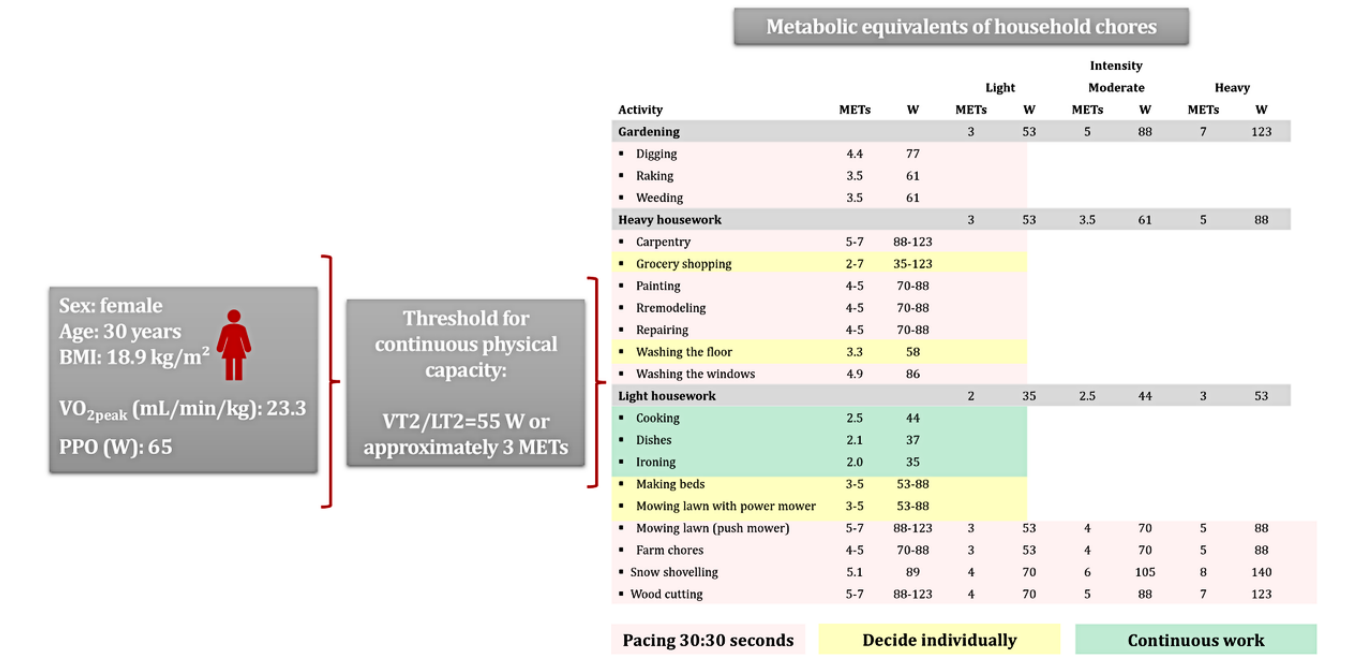 Metabolic equivalents of household chores
Intensity
Light Moderate Heavy
Activity METs W METs W METs W METs W
Gardening 3 53 5 88 7 123
▪ Digging 4.4 77
▪ Raking 3.5 61
▪ Weeding 3.5 61
Heavy housework 3 53 3.5 61 5 88
▪ Carpentry 5-7 88-123
▪ Grocery shopping 2-7 35-123
▪ Painting 4-5 70-88
▪ Rremodeling 4-5 70-88
▪ Repairing 4-5 70-88
▪ Washing the floor 3.3 58
▪ Washing the windows 4.9 86
Light housework 2 35 2.5 44 3 53
▪ Cooking 2.5 44
▪ Dishes 2.1 37
▪ Ironing 2.0 35
▪ Making beds 3-5 53-88
▪ Mowing lawn with power mower 3-5 53-88
▪ Mowing lawn (push mower) 5-7 88-123 3 53 4 70 5 88
▪ Farm chores 4-5 70-88 3 53 4 70 5 88
▪ Snow shovelling 5.1 89 4 70 6 105 8 140
▪ Wood cutting 5-7 88-123 4 70 5 88 7 123
Pacing 30:30 seconds Decide individually Continuous work
Sex: female
Age: 30 years
BMI: 18.9 kg/m²
VO₂peak (mL/min/kg): 23.3
PPO (W): 65
Threshold for
continuous physical
capacity:
VT2/LT2=55 W or
approximately 3 METs